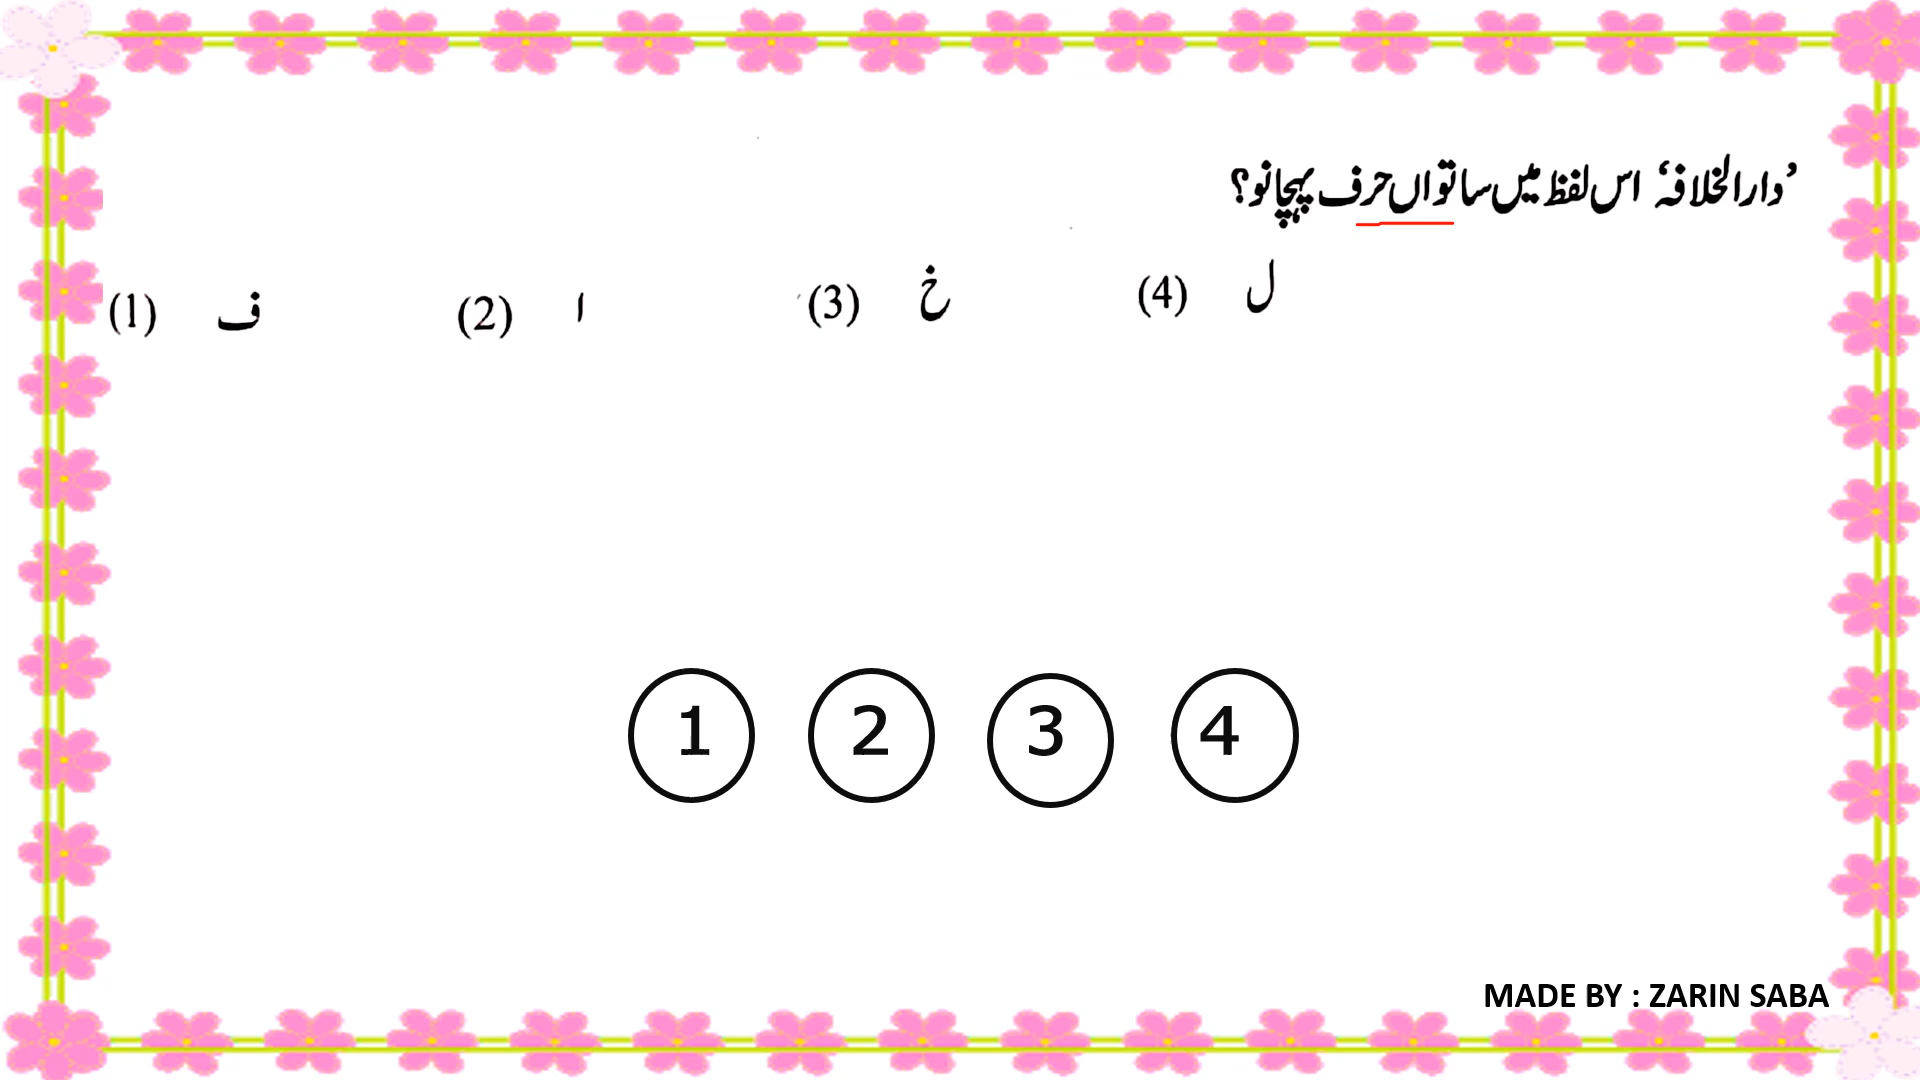 ’دارالخلافہ‘ اس لفظ میں ساتواں حرف پہچانو؟
(1) ف (2) ا (3) خ (4) ل
1 2 3 4
MADE BY : ZARIN SABA